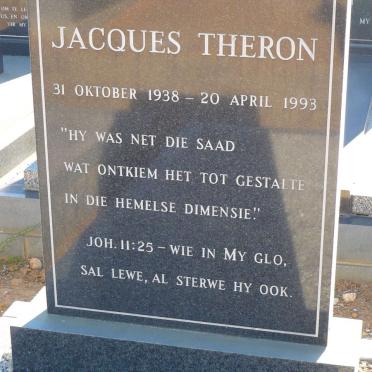 JACQUES THERON
31 OKTOBER 1938 – 20 APRIL 1993
"HY WAS NET DIE SAAD
WAT ONTKIEM HET TOT GESTALTE
IN DIE HEMELSE DIMENSIE."
JOH. 11:25 – WIE IN MY GLO,
SAL LEWE, AL STERWE HY OOK.